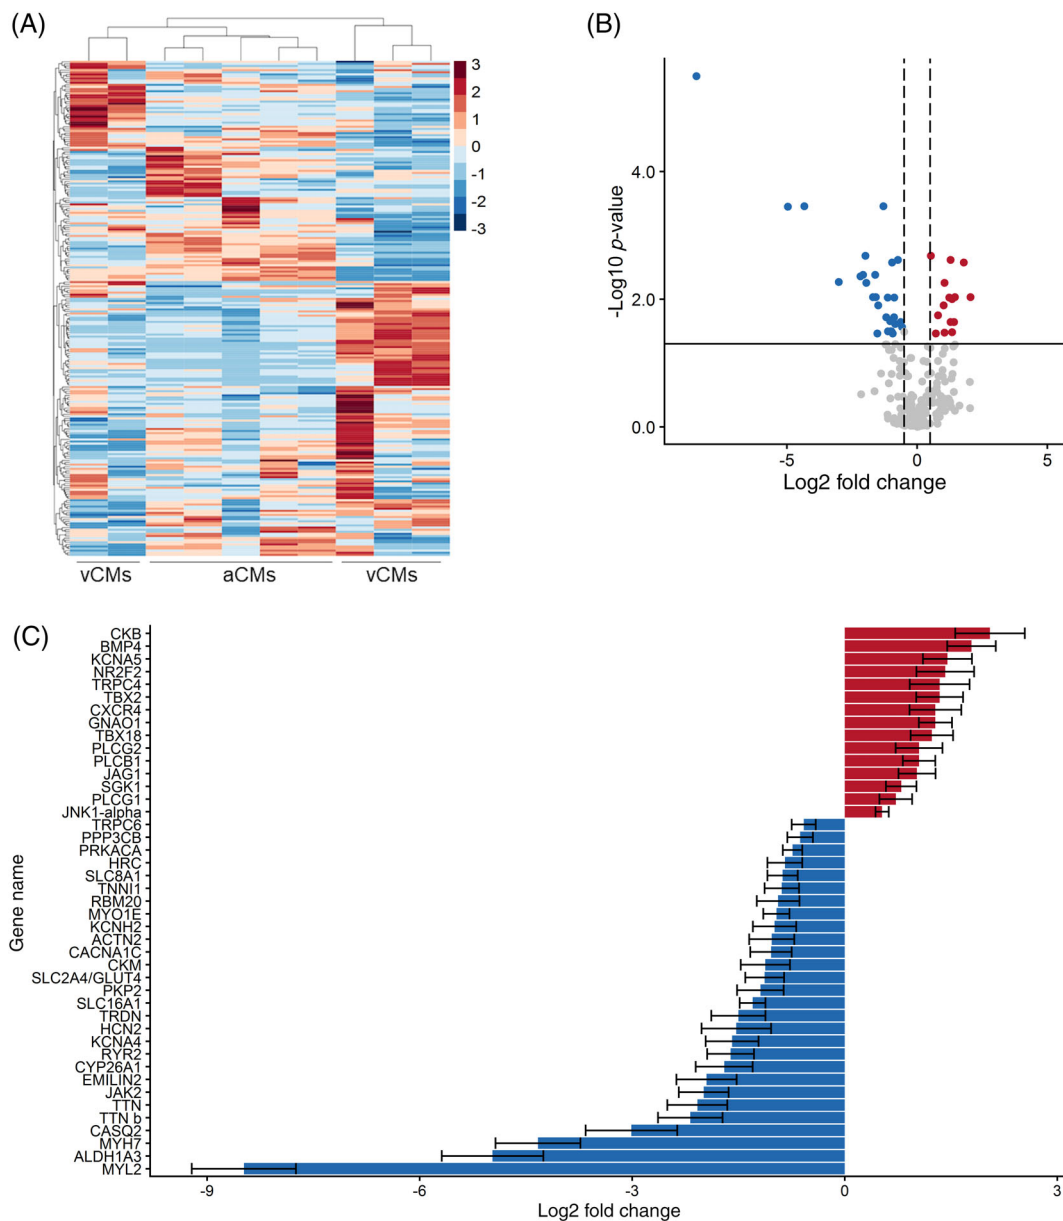 (A)
3
2
1
0
-1
-2
-3
vCMs aCMs vCMs
(B)
-Log10 p-value
4.0
2.0
0.0
-5 0 5
Log2 fold change
(C)
Gene name
CKB
BMP4
KCNA5
NR2F2
TRPC4
TBX2
CXCR4
GNAO1
TBX18
PLCG2
PLCB1
JAG1
SGK1
PLCG1
JNK1-alpha
TRPC6
PPP3CB
PRKACA
HRC
SLC8A1
TNNI1
RBM20
MYO1E
KCNH2
ACTN2
CACNA1C
CKM
SLC2A4/GLUT4
PKP2
SLC16A1
TRDN
HCN2
KCNA4
RYR2
CYP26A1
EMILIN2
JAK2
TTN
TTN b
CASQ2
MYH7
ALDH1A3
MYL2
-9 -6 -3 0 3
Log2 fold change